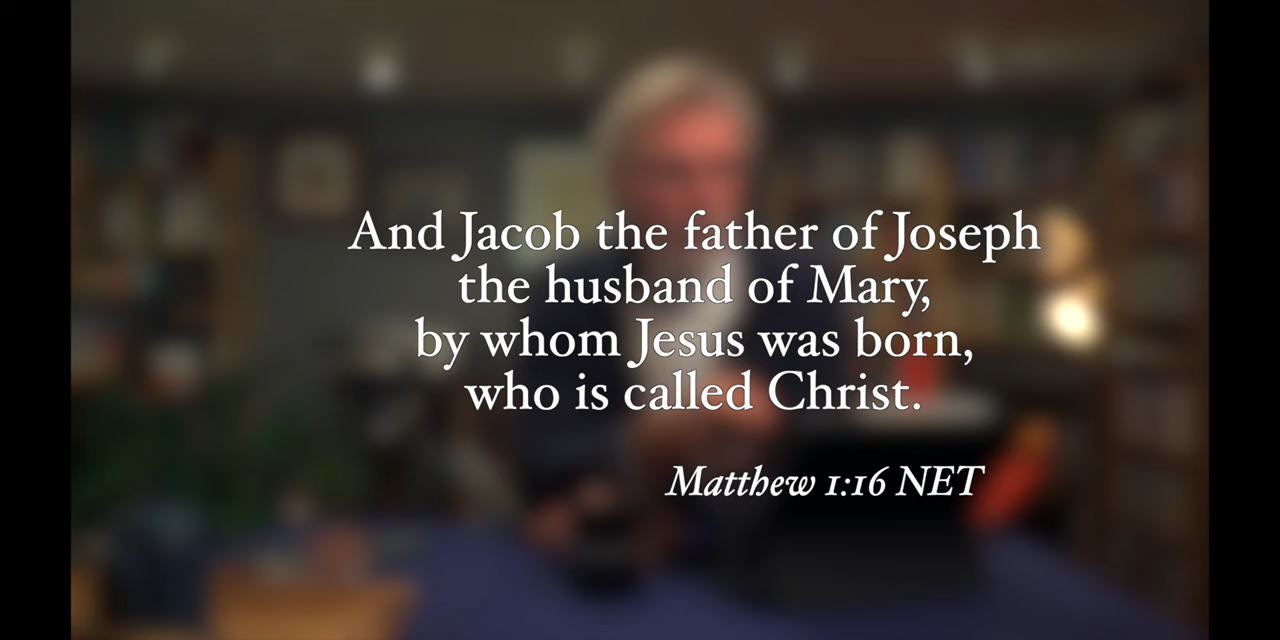 And Jacob the father of Joseph
the husband of Mary,
by whom Jesus was born,
who is called Christ.
Matthew 1:16 NET